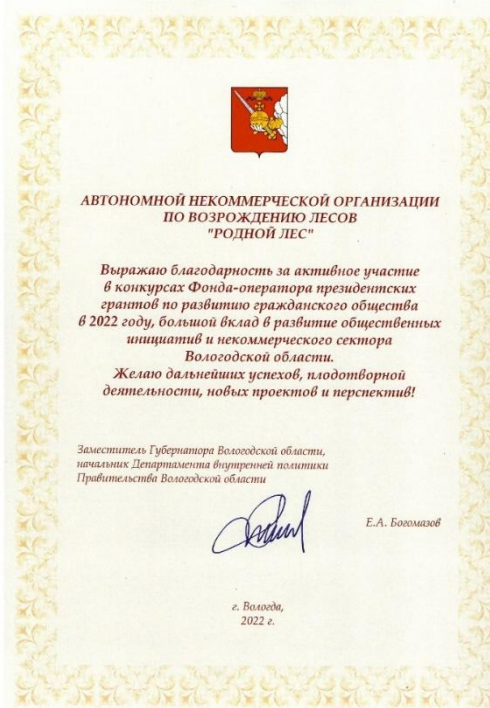 АВТОНОМНОЙ НЕКОММЕРЧЕСКОЙ ОРГАНИЗАЦИИ
ПО ВОЗРОЖДЕНИЮ ЛЕСОВ
"РОДНОЙ ЛЕС"
Выражаю благодарность за активное участие
в конкурсах Фонда-оператора президентских
грантов по развитию гражданского общества
в 2022 году, большой вклад в развитие общественных
инициатив и некоммерческого сектора
Вологодской области.
Желаю дальнейших успехов, плодотворной
деятельности, новых проектов и перспектив!
Заместитель Губернатора Вологодской области,
начальник Департамента внутренней политики
Правительства Вологодской области
Е.А. Богомазов
г. Вологда,
2022 г.